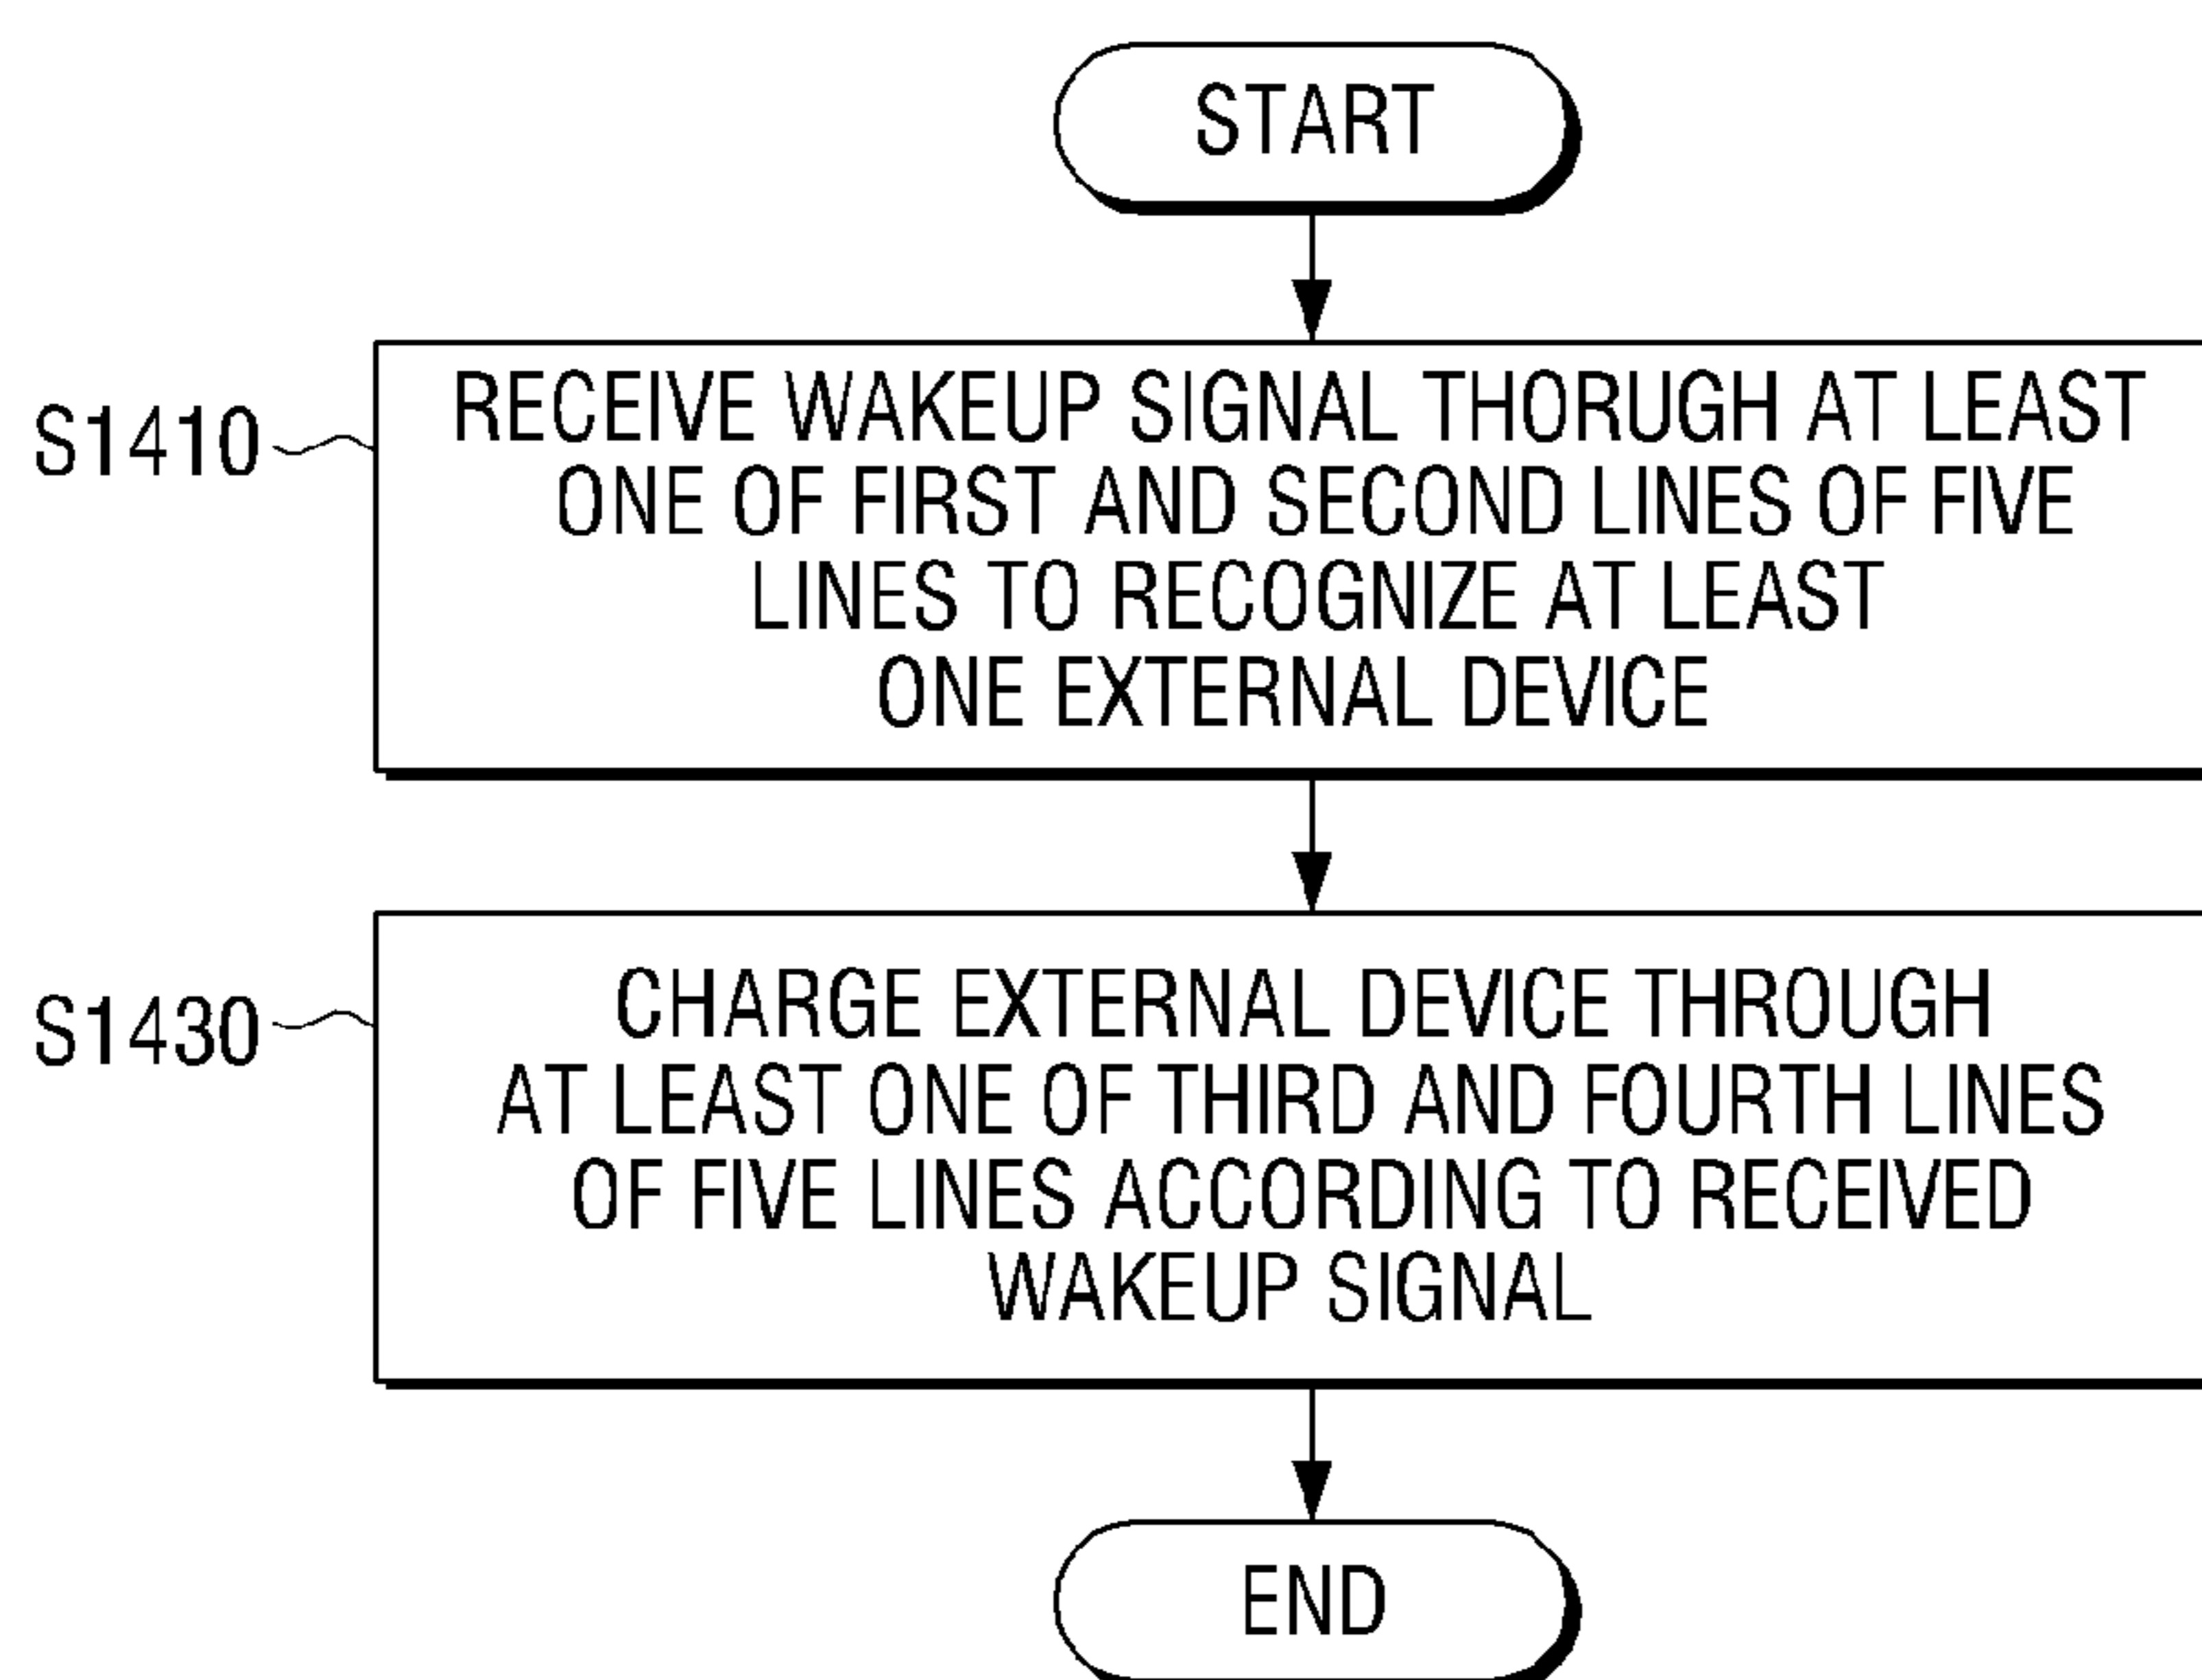 START
S1410
RECEIVE WAKEUP SIGNAL THORUGH AT LEAST
ONE OF FIRST AND SECOND LINES OF FIVE
LINES TO RECOGNIZE AT LEAST
ONE EXTERNAL DEVICE
S1430
CHARGE EXTERNAL DEVICE THROUGH
AT LEAST ONE OF THIRD AND FOURTH LINES
OF FIVE LINES ACCORDING TO RECEIVED
WAKEUP SIGNAL
END